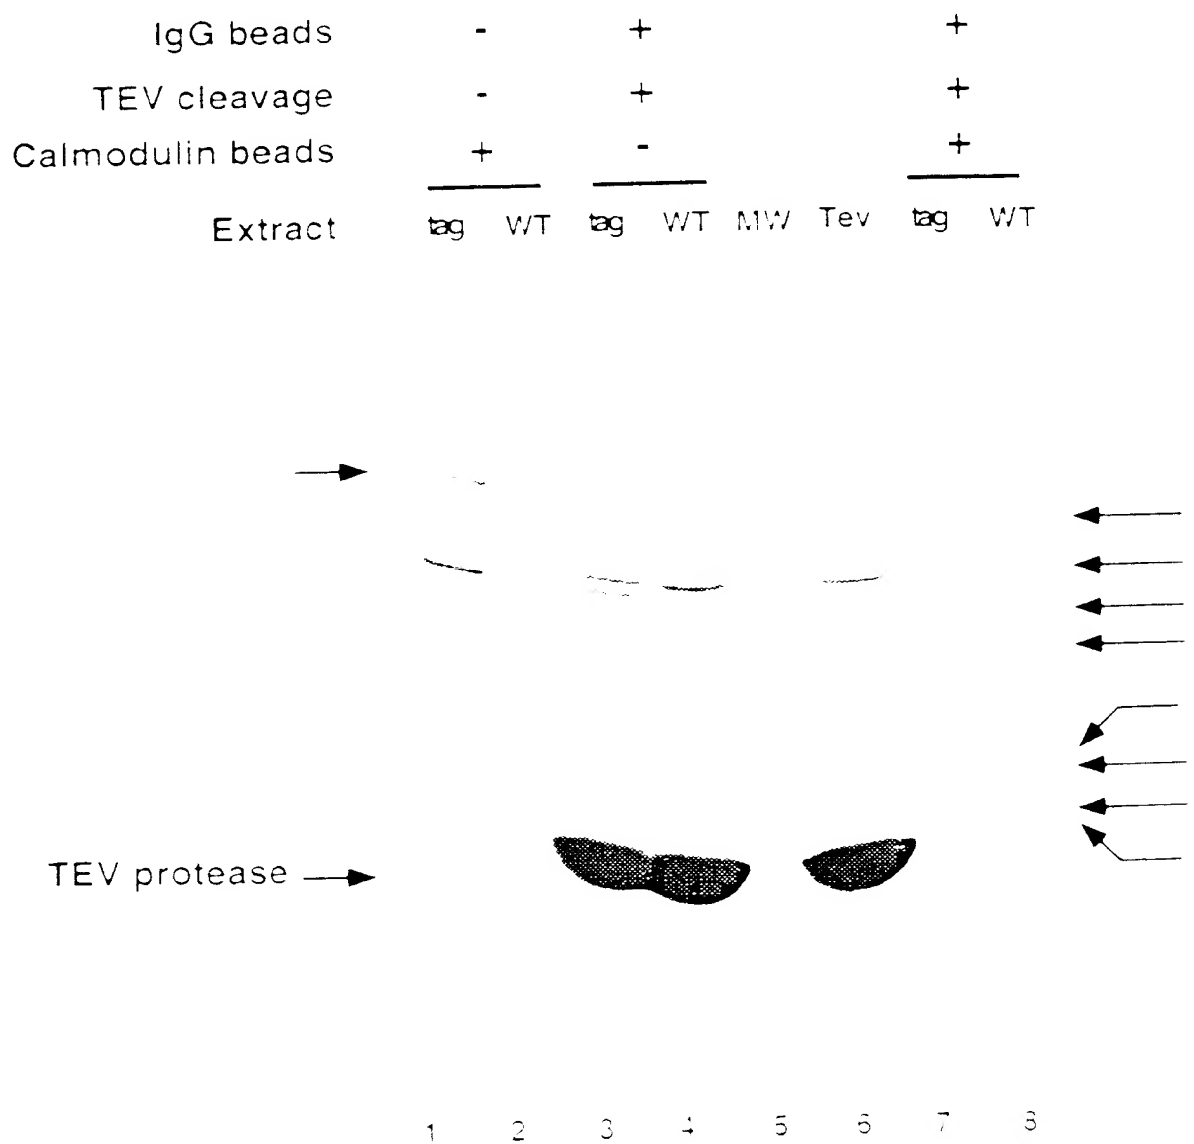 IgG beads - + +
TEV cleavage - + +
Calmodulin beads + - +
Extract tag WT tag WT MW Tev tag WT
TEV protease
1 2 3 4 5 6 7 8